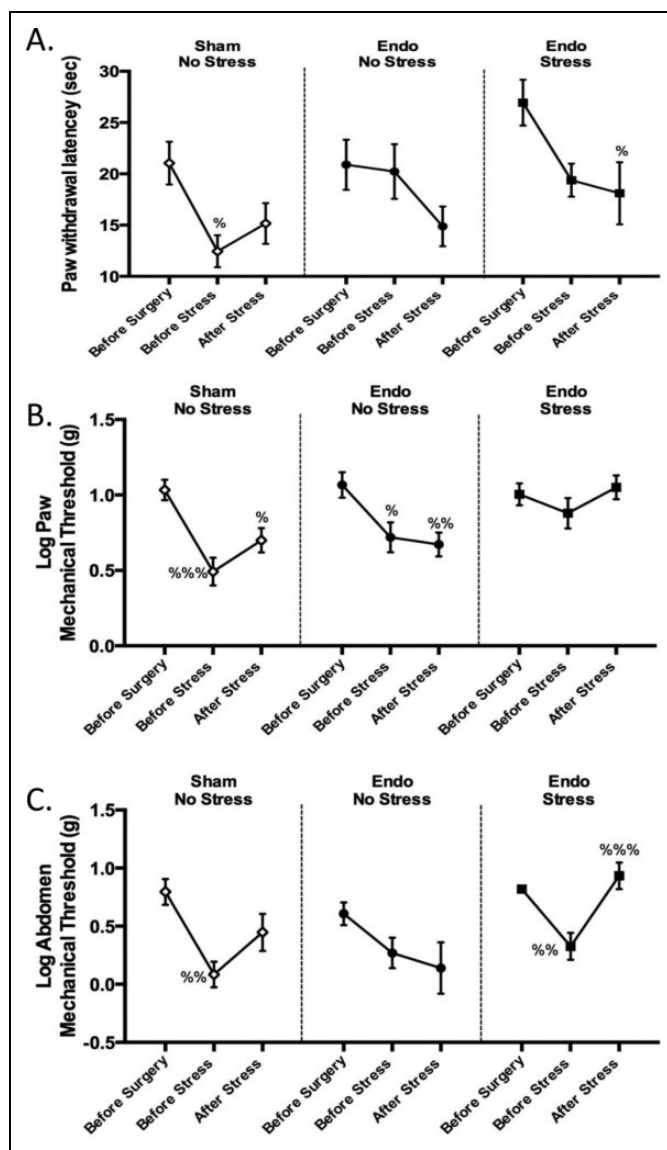 A.
Sham
No Stress
Endo
No Stress
Endo
Stress
Paw withdrawal latencey (sec)
30
25
20
15
10
%
%
Before Surgery
Before Stress
After Stress
Before Surgery
Before Stress
After Stress
Before Surgery
Before Stress
After Stress
B.
Sham
No Stress
Endo
No Stress
Endo
Stress
Log Paw
Mechanical Threshold (g)
1.5
1.0
0.5
0.0
%%%
%
%
%%
Before Surgery
Before Stress
After Stress
Before Surgery
Before Stress
After Stress
Before Surgery
Before Stress
After Stress
C.
Sham
No Stress
Endo
No Stress
Endo
Stress
Log Abdomen
Mechanical Threshold (g)
1.5
1.0
0.5
0.0
-0.5
%%
%%
%%%
Before Surgery
Before Stress
After Stress
Before Surgery
Before Stress
After Stress
Before Surgery
Before Stress
After Stress